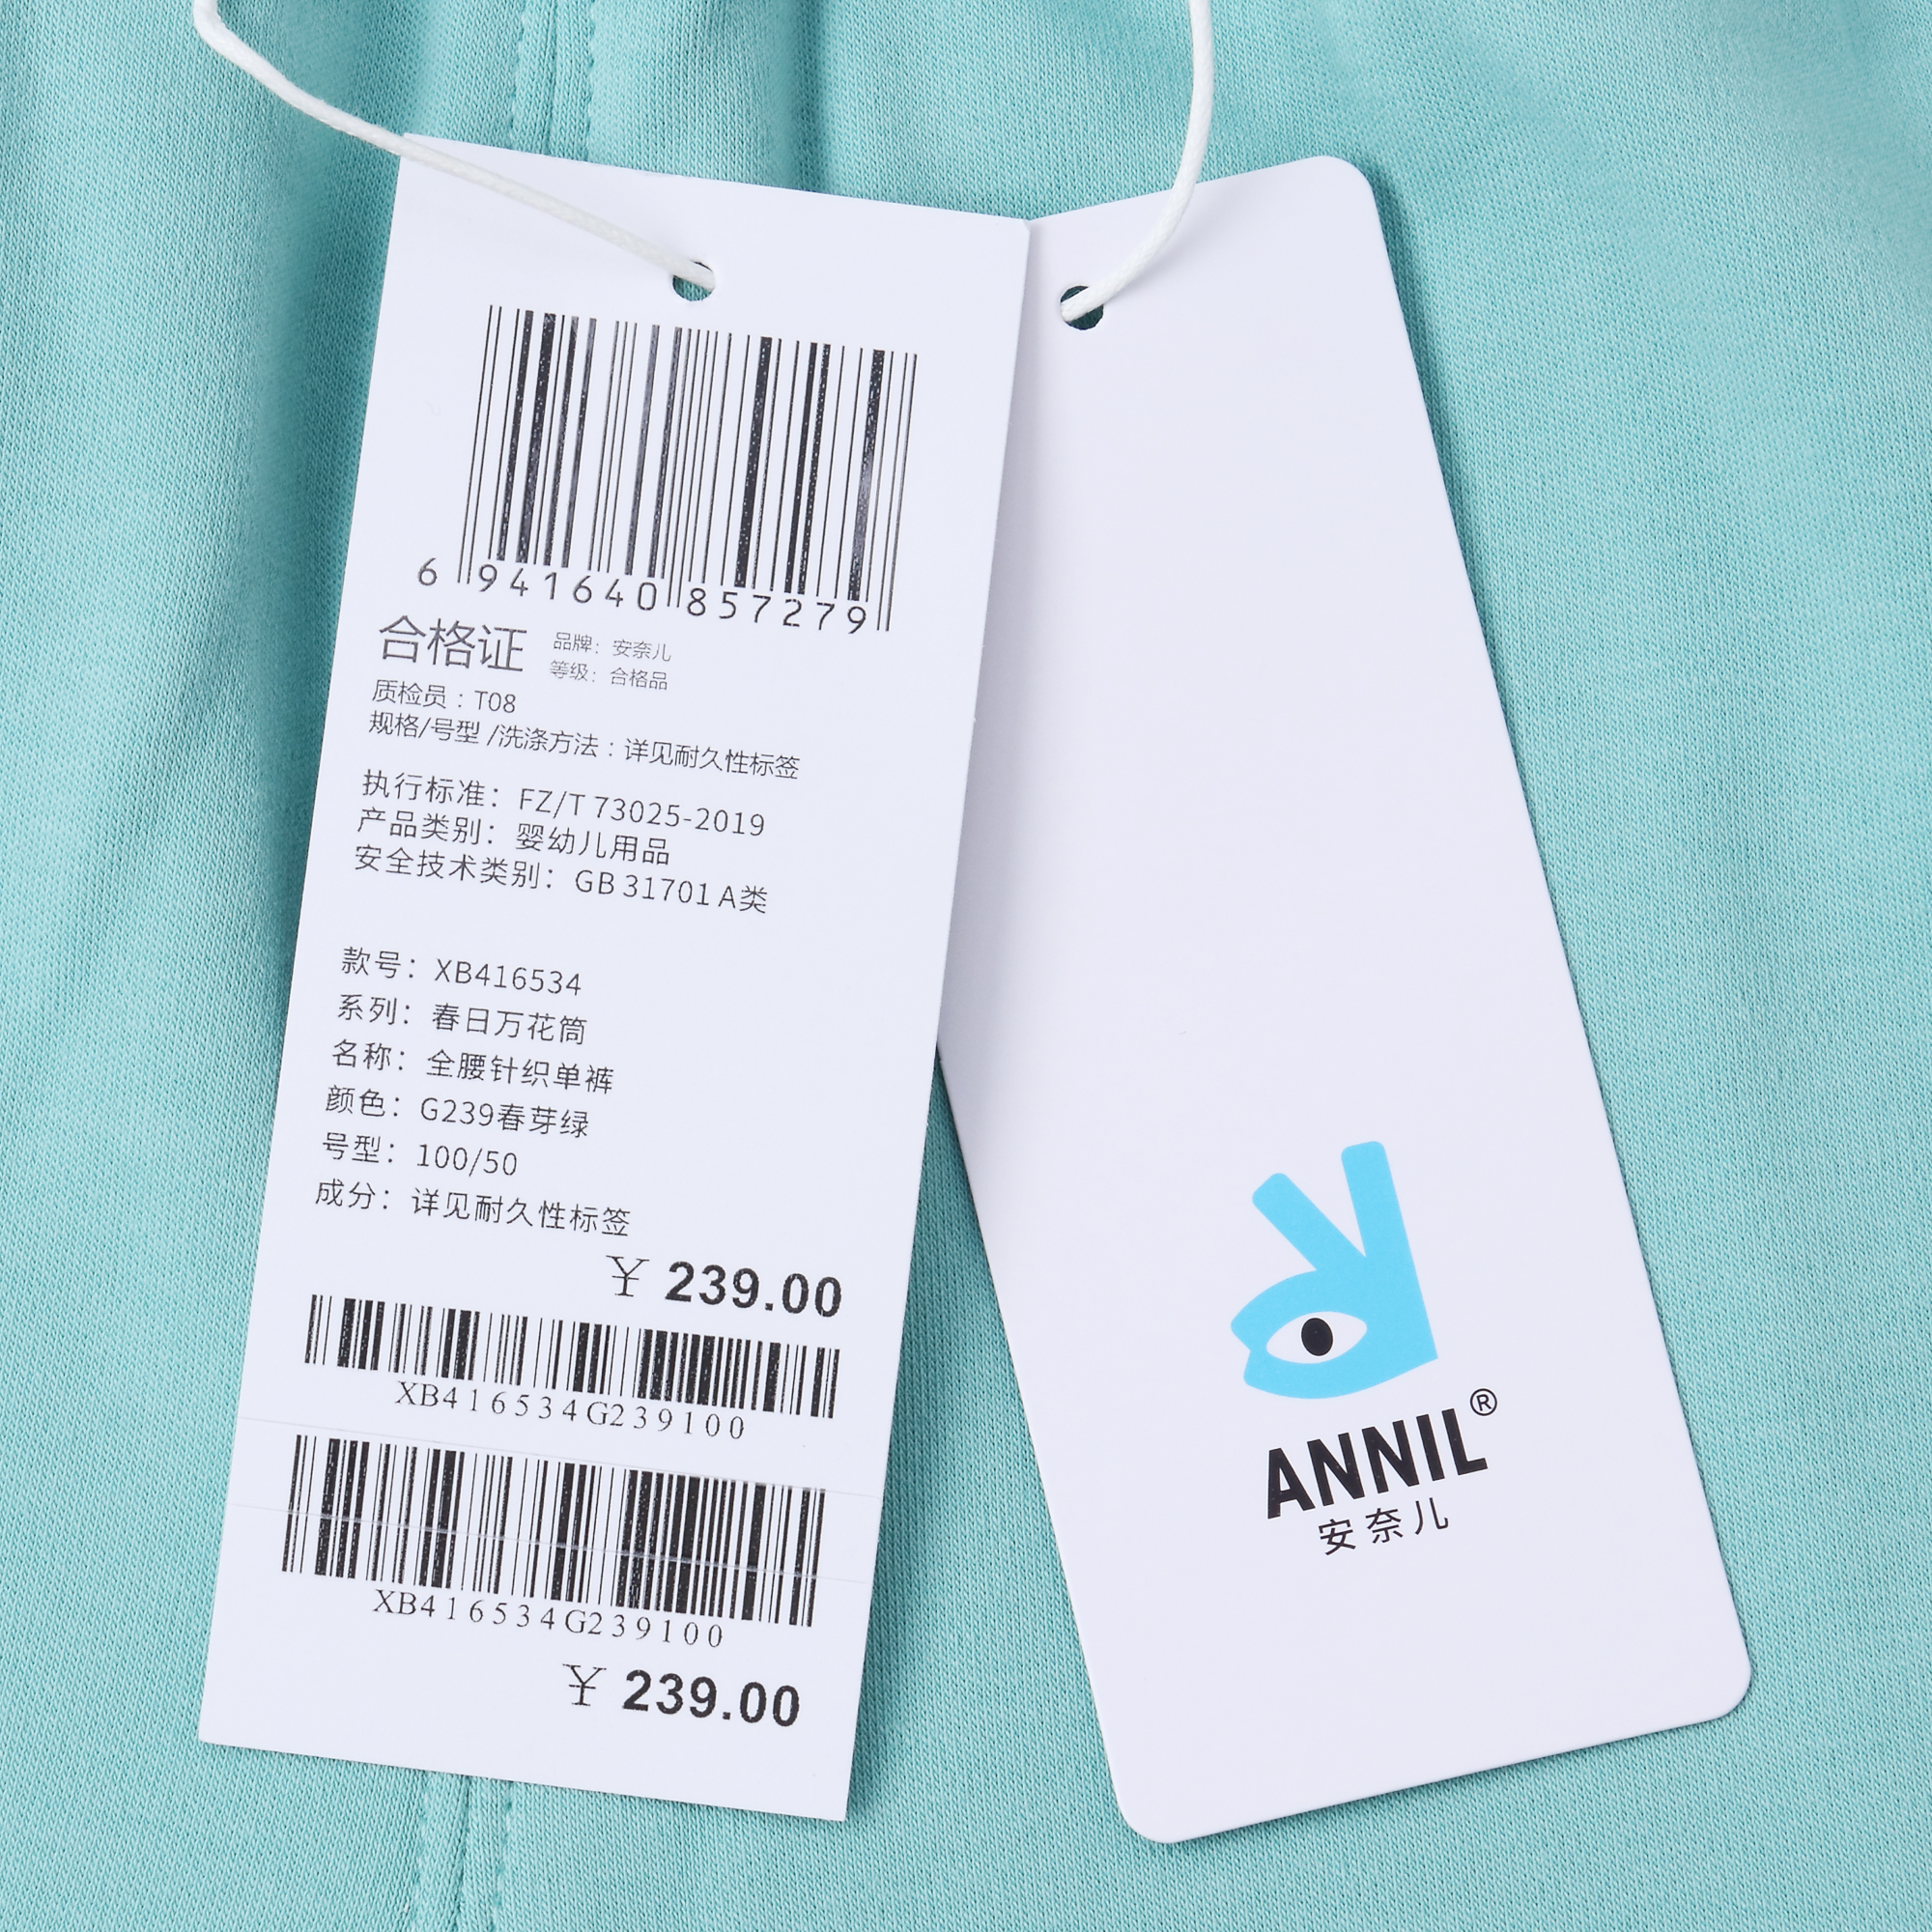 6 941640 857279
合格证
品牌：安奈儿
等级：合格品
质检员：T08
规格/号型/洗涤方法：详见耐久性标签
执行标准：FZ/T 73025-2019
产品类别：婴幼儿用品
安全技术类别：GB 31701 A类
款号：XB416534
系列：春日万花筒
名称：全腰针织单裤
颜色：G239春芽绿
号型：100/50
成分：详见耐久性标签
¥ 239.00
XB416534G239100
XB416534G239100
¥ 239.00
ANNIL®
安奈儿